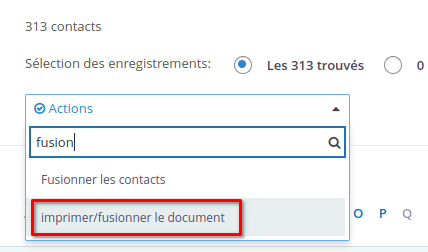 313 contacts
Sélection des enregistrements: Les 313 trouvés 0
Actions
fusion
Fusionner les contacts
imprimer/fusionner le document
O P Q